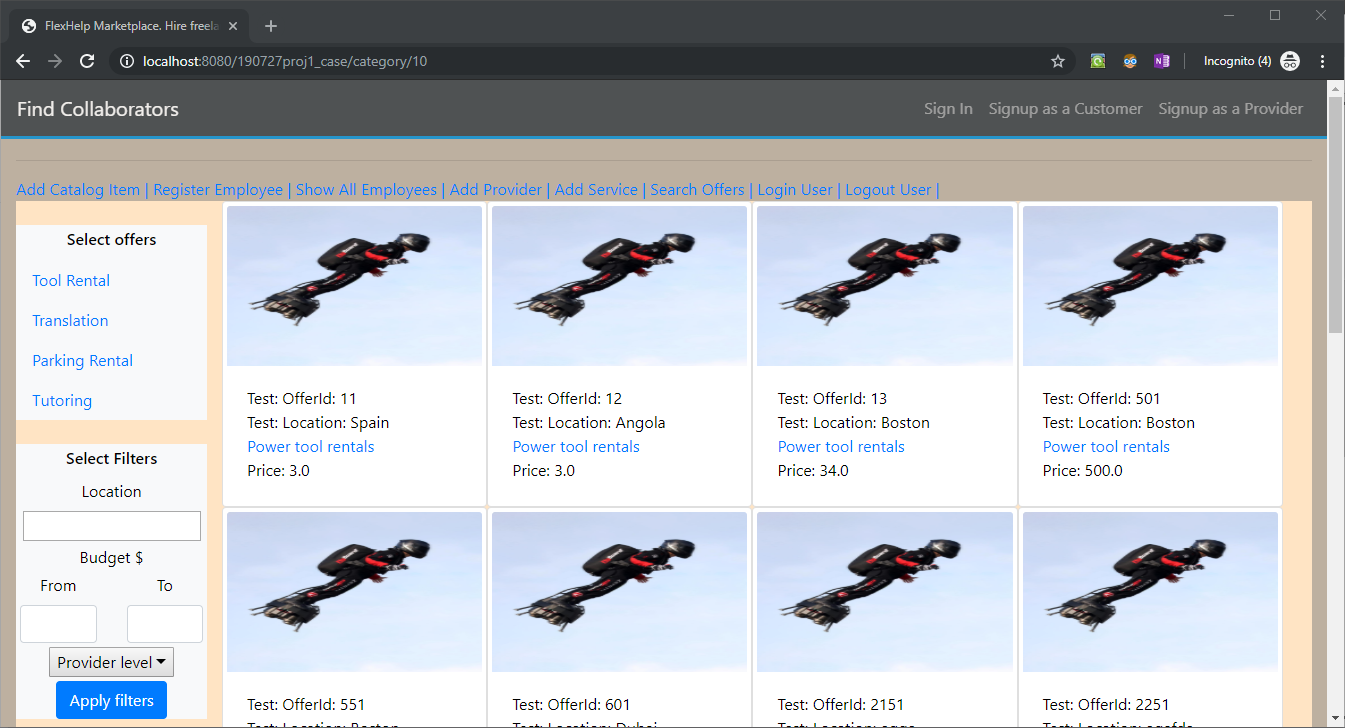 FlexHelp Marketplace. Hire freela
localhost:8080/190727proj1_case/category/10
Incognito (4)
Find Collaborators
Sign In Signup as a Customer Signup as a Provider
Add Catalog Item | Register Employee | Show All Employees | Add Provider | Add Service | Search Offers | Login User | Logout User |
Select offers
Tool Rental
Translation
Parking Rental
Tutoring
Select Filters
Location
Budget $
From To
Provider level
Apply filters
Test: OfferId: 11
Test: Location: Spain
Power tool rentals
Price: 3.0
Test: OfferId: 12
Test: Location: Angola
Power tool rentals
Price: 3.0
Test: OfferId: 13
Test: Location: Boston
Power tool rentals
Price: 34.0
Test: OfferId: 501
Test: Location: Boston
Power tool rentals
Price: 500.0
Test: OfferId: 551
Test: Location: Boston
Test: OfferId: 601
Test: Location: Dubai
Test: OfferId: 2151
Test: Location:
Test: OfferId: 2251
Test: Location: